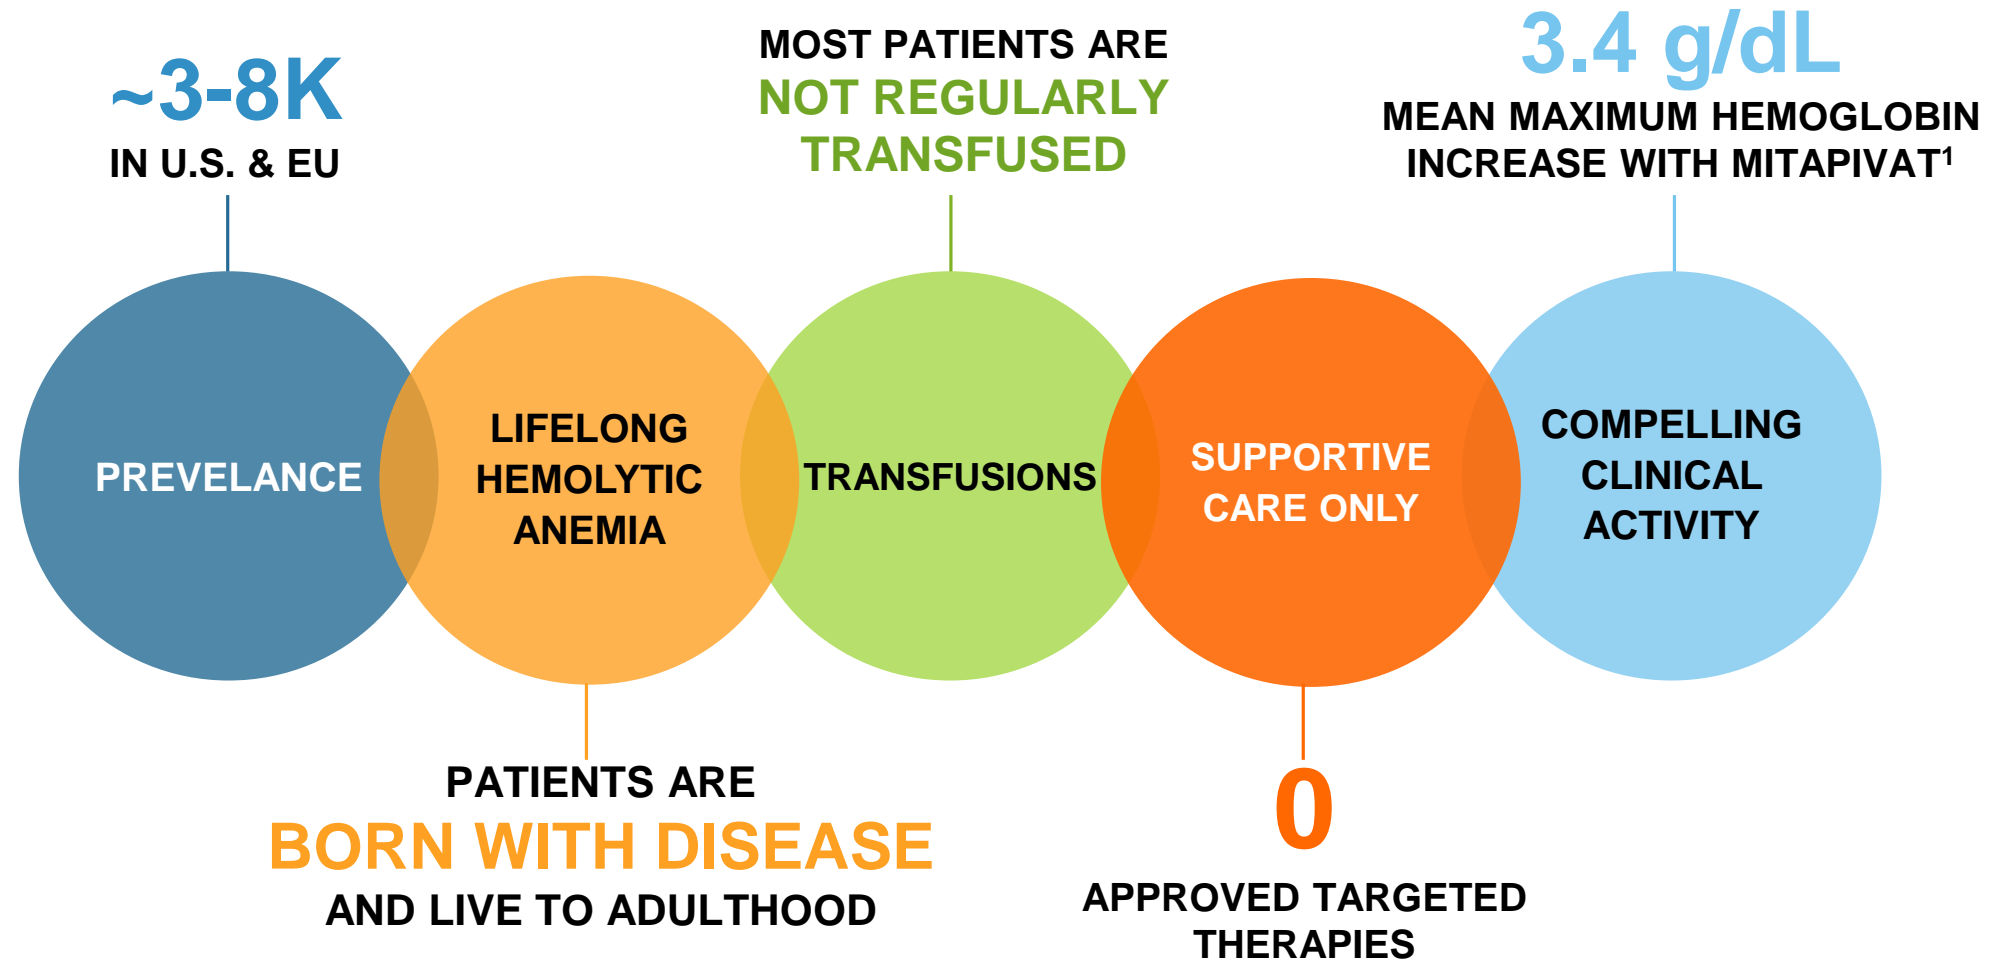 ~3-8K
IN U.S. & EU
MOST PATIENTS ARE
NOT REGULARLY
TRANSFUSED
3.4 g/dL
MEAN MAXIMUM HEMOGLOBIN
INCREASE WITH MITAPIVAT¹
PREVELANCE
LIFELONG
HEMOLYTIC
ANEMIA
TRANSFUSIONS
SUPPORTIVE
CARE ONLY
COMPELLING
CLINICAL
ACTIVITY
PATIENTS ARE
BORN WITH DISEASE
AND LIVE TO ADULTHOOD
0
APPROVED TARGETED
THERAPIES